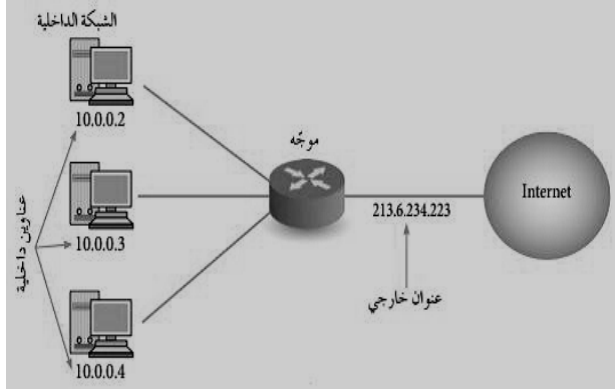 الشبكة الداخلية
10.0.0.2
موجّه
10.0.0.3
213.6.234.223
Internet
عناوين داخلية
عنوان خارجي
10.0.0.4